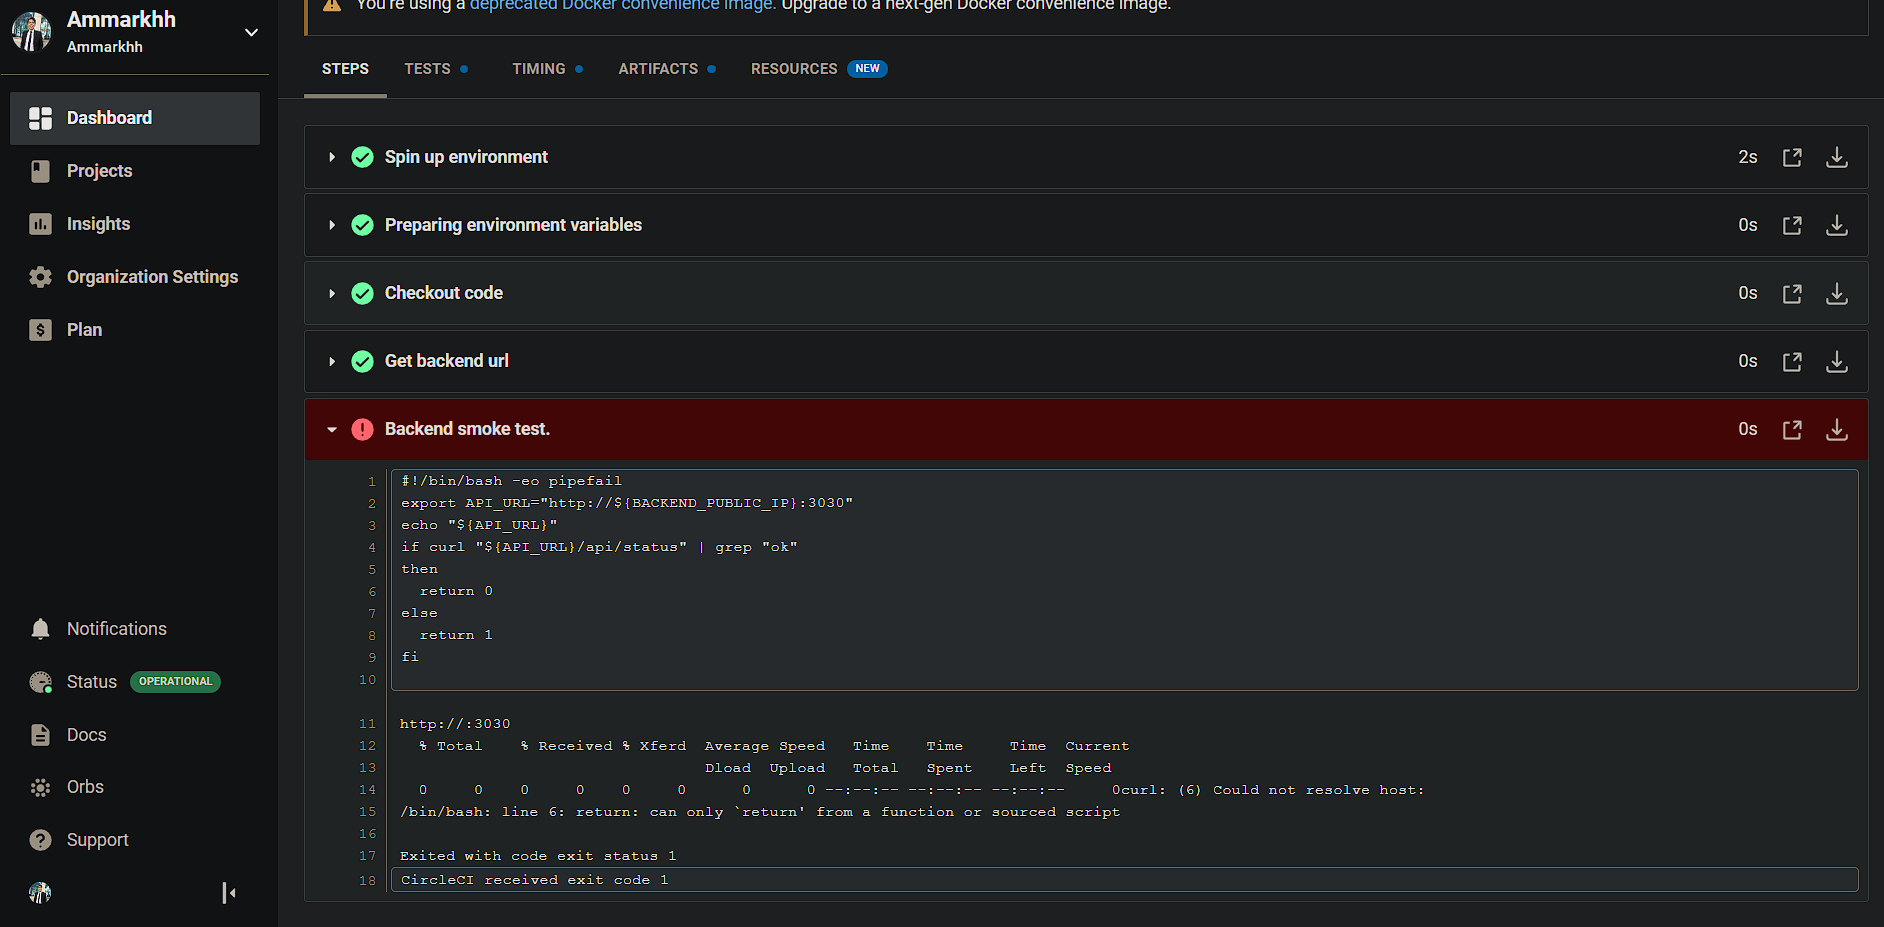 Ammarkhh
Ammarkhh
Dashboard
Projects
Insights
Organization Settings
Plan
Notifications
Status OPERATIONAL
Docs
Orbs
Support
You're using a deprecated Docker convenience image. Upgrade to a next-gen Docker convenience image.
STEPS TESTS TIMING ARTIFACTS RESOURCES NEW
Spin up environment 2s
Preparing environment variables 0s
Checkout code 0s
Get backend url 0s
Backend smoke test. 0s
1 #!/bin/bash -eo pipefail
2 export API_URL="http://${BACKEND_PUBLIC_IP}:3030"
3 echo "${API_URL}"
4 if curl "${API_URL}/api/status" | grep "ok"
5 then
6   return 0
7 else
8   return 1
9 fi
10
11 http://:3030
12   % Total    % Received % Xferd  Average Speed   Time    Time     Time  Current
13                                  Dload  Upload   Total   Spent    Left  Speed
14   0     0    0     0    0     0      0      0 --:--:-- --:--:-- --:--:--     0curl: (6) Could not resolve host:
15 /bin/bash: line 6: return: can only `return' from a function or sourced script
16
17 Exited with code exit status 1
18 CircleCI received exit code 1